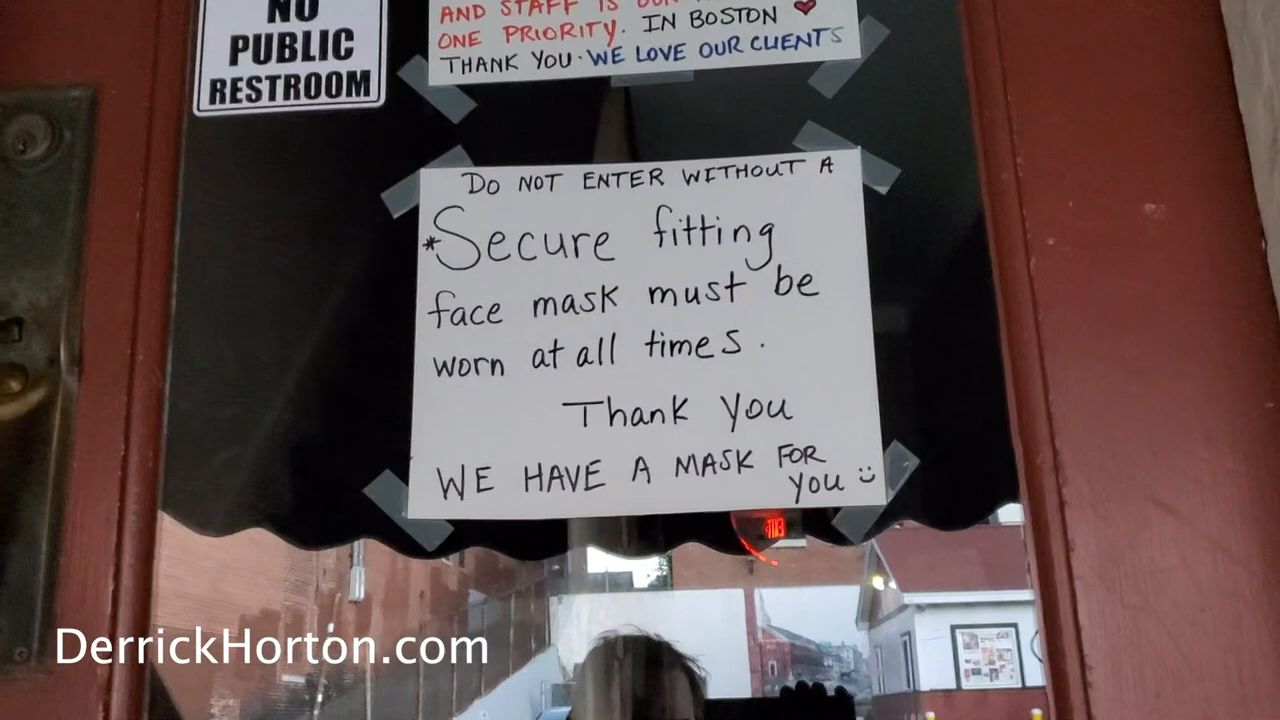 NO
PUBLIC
RESTROOM
AND STAFF IS OUR
ONE PRIORITY. IN BOSTON ❤
THANK YOU · WE LOVE OUR CLIENTS
DO NOT ENTER WITHOUT A
*Secure fitting
face mask must be
worn at all times.
Thank You
WE HAVE A MASK FOR
you :)
DerrickHorton.com